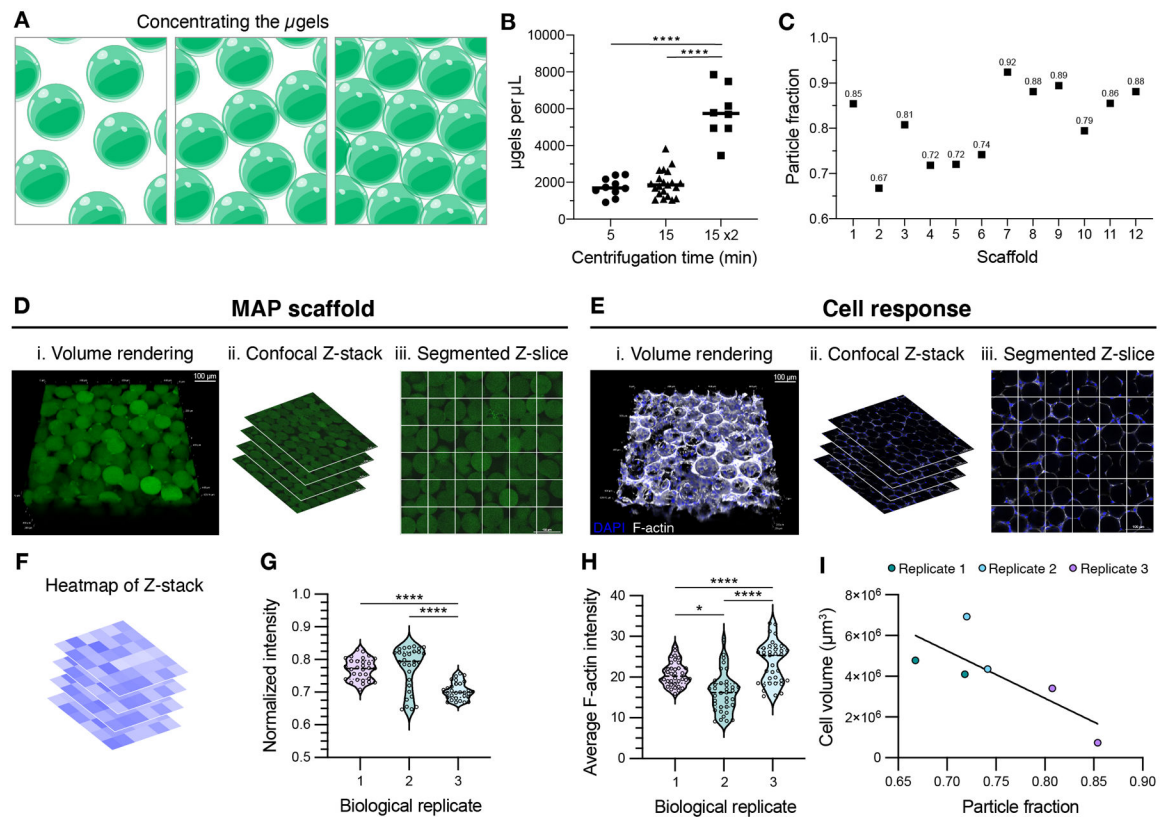 A
Concentrating the µgels
B
µgels per µL
10000
8000
6000
4000
2000
0
****
****
5
15
15 x2
Centrifugation time (min)
C
Particle fraction
1.0
0.9
0.8
0.7
0.6
0.85
0.67
0.81
0.72
0.72
0.74
0.92
0.88
0.89
0.79
0.86
0.88
1 2 3 4 5 6 7 8 9 10 11 12
Scaffold
D
MAP scaffold
i. Volume rendering
ii. Confocal Z-stack
iii. Segmented Z-slice
100 µm
E
Cell response
i. Volume rendering
ii. Confocal Z-stack
iii. Segmented Z-slice
100 µm
DAPI F-actin
100 µm
F
Heatmap of Z-stack
G
Normalized intensity
1.0
0.9
0.8
0.7
0.6
0.5
****
****
1 2 3
Biological replicate
H
Average F-actin intensity
40
30
20
10
0
****
* ****
1 2 3
Biological replicate
I
Replicate 1 Replicate 2 Replicate 3
Cell volume (µm³)
8×10⁶
6×10⁶
4×10⁶
2×10⁶
0
0.65 0.70 0.75 0.80 0.85 0.90
Particle fraction